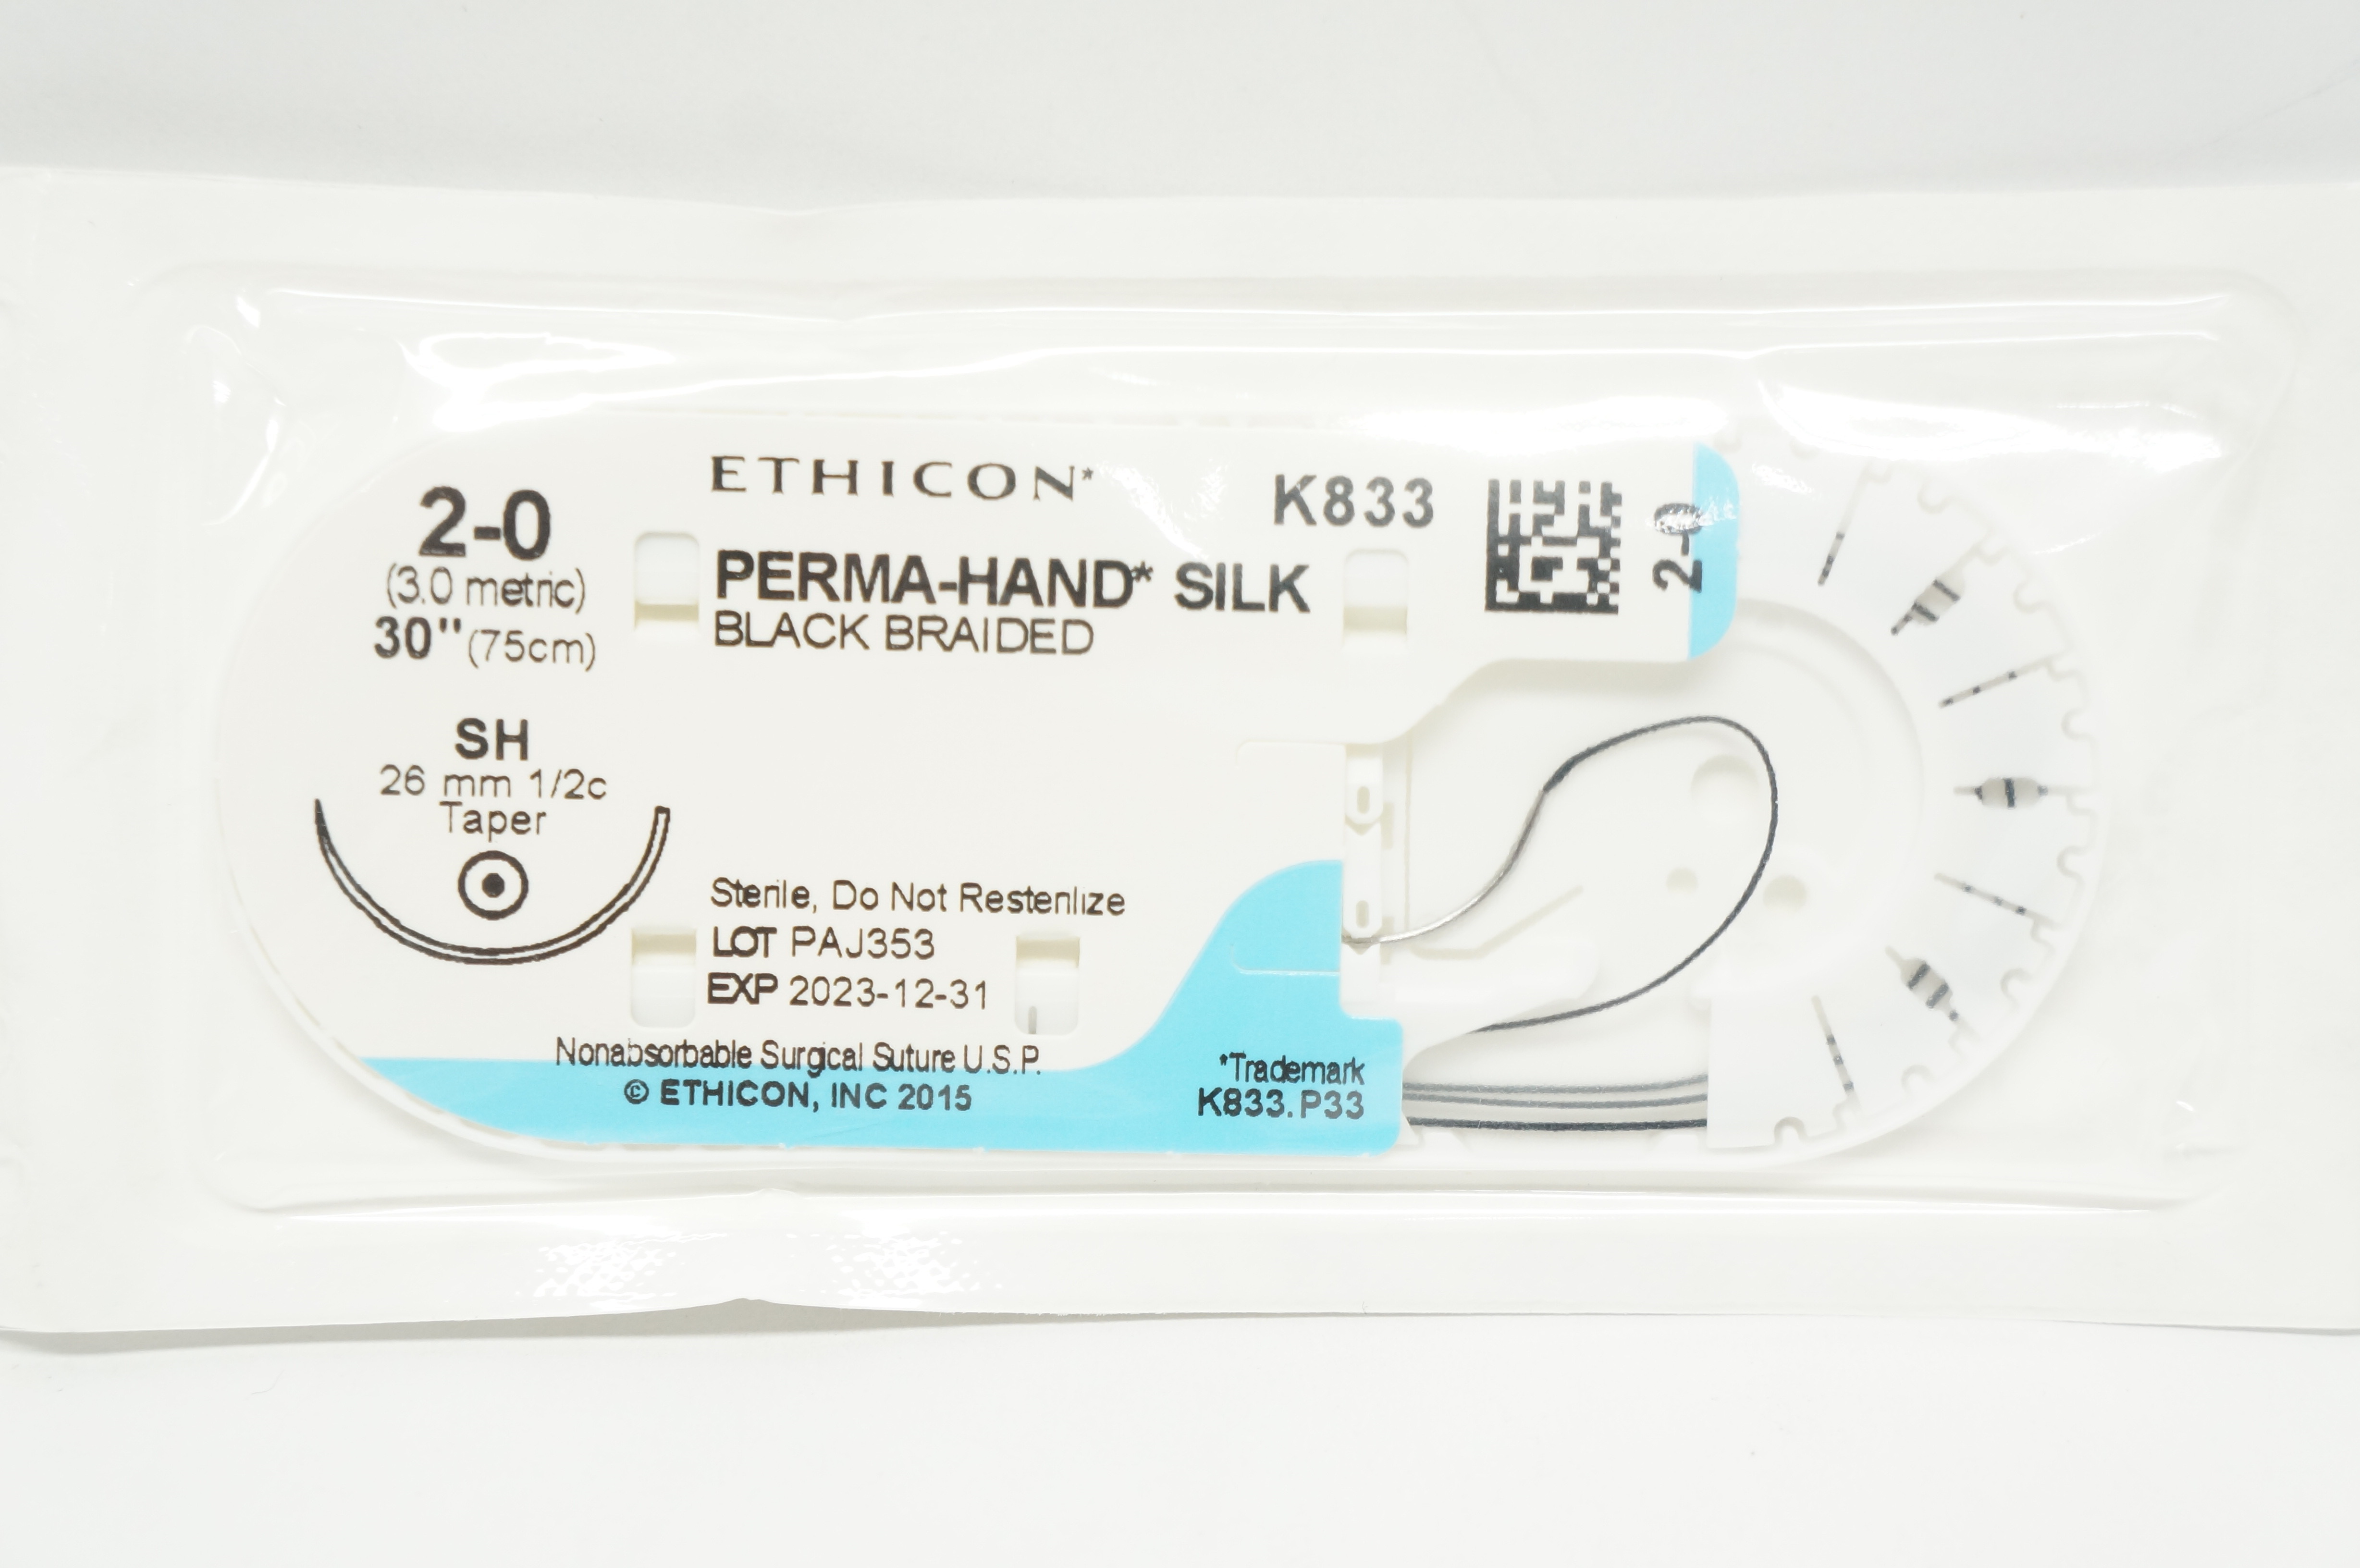 ETHICON*
K833
2-0
2-0
(3.0 metric)
30" (75cm)
PERMA-HAND* SILK
BLACK BRAIDED
SH
26 mm 1/2c
Taper
Sterile, Do Not Resterilize
LOT PAJ353
EXP 2023-12-31
Nonabsorbable Surgical Suture U.S.P.
© ETHICON, INC 2015
*Trademark
K833.P33